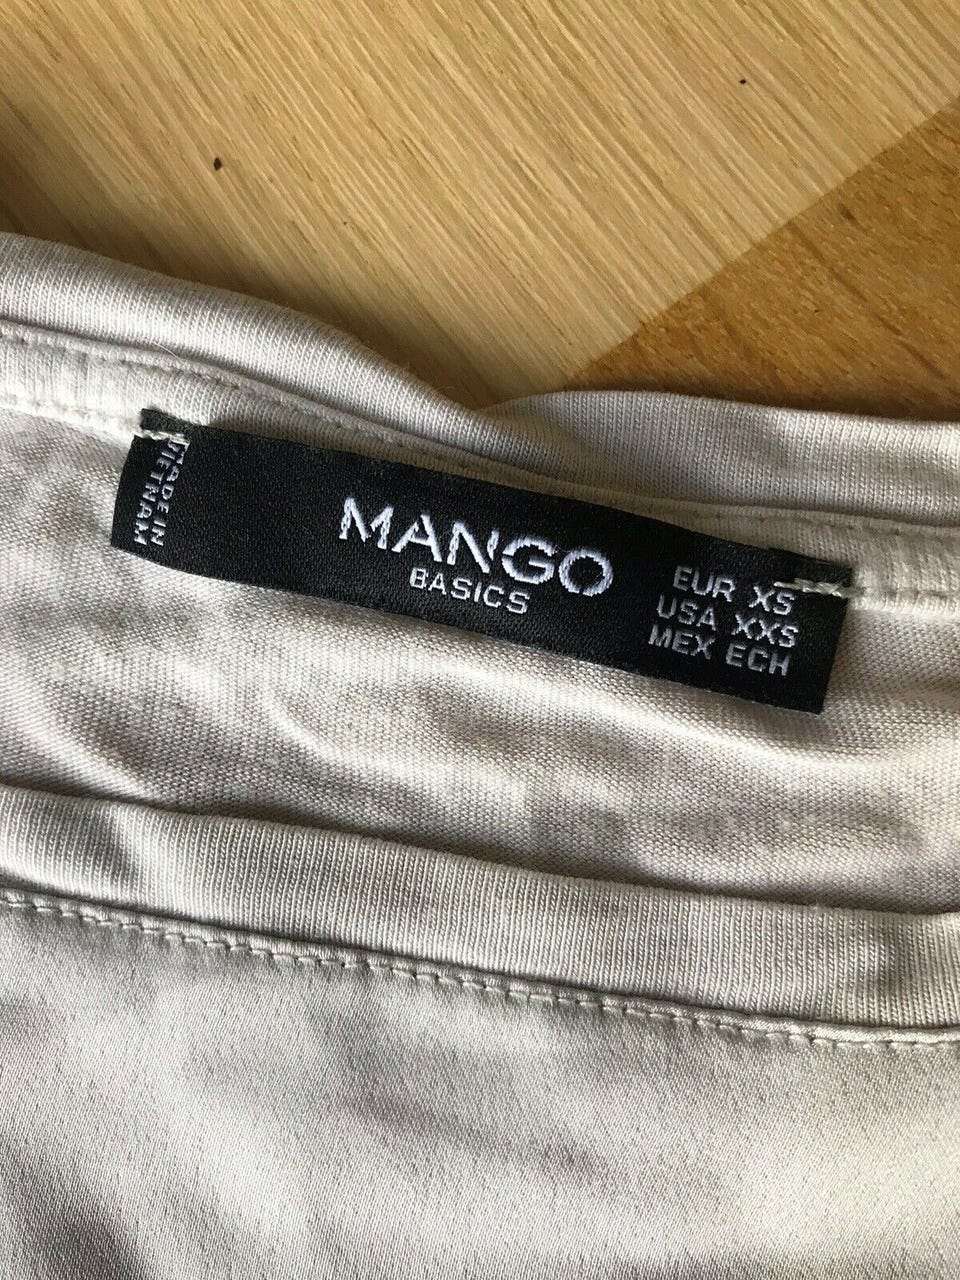 MADE IN
VIETNAM
MANGO
BASICS
EUR XS
USA XXS
MEX ECH